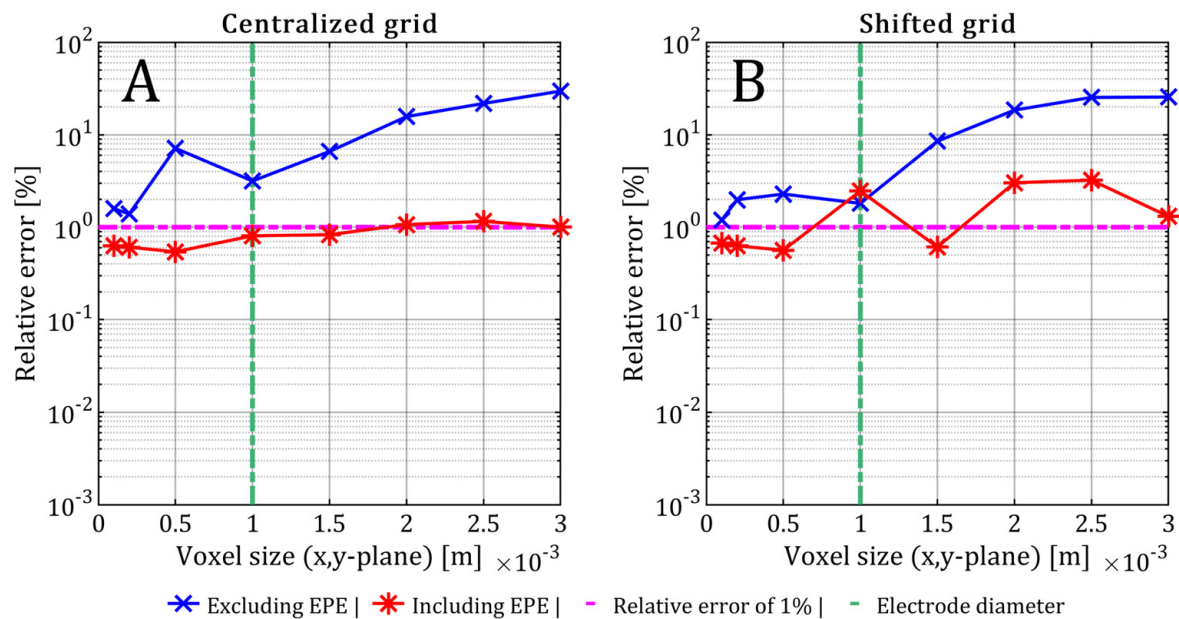 Centralized grid
A
Relative error [%]
10^2
10^1
10^0
10^-1
10^-2
10^-3
0 0.5 1 1.5 2 2.5 3
Voxel size (x,y-plane) [m] ×10^-3
Shifted grid
B
Relative error [%]
10^2
10^1
10^0
10^-1
10^-2
10^-3
0 0.5 1 1.5 2 2.5 3
Voxel size (x,y-plane) [m] ×10^-3
Excluding EPE | Including EPE | Relative error of 1% | Electrode diameter